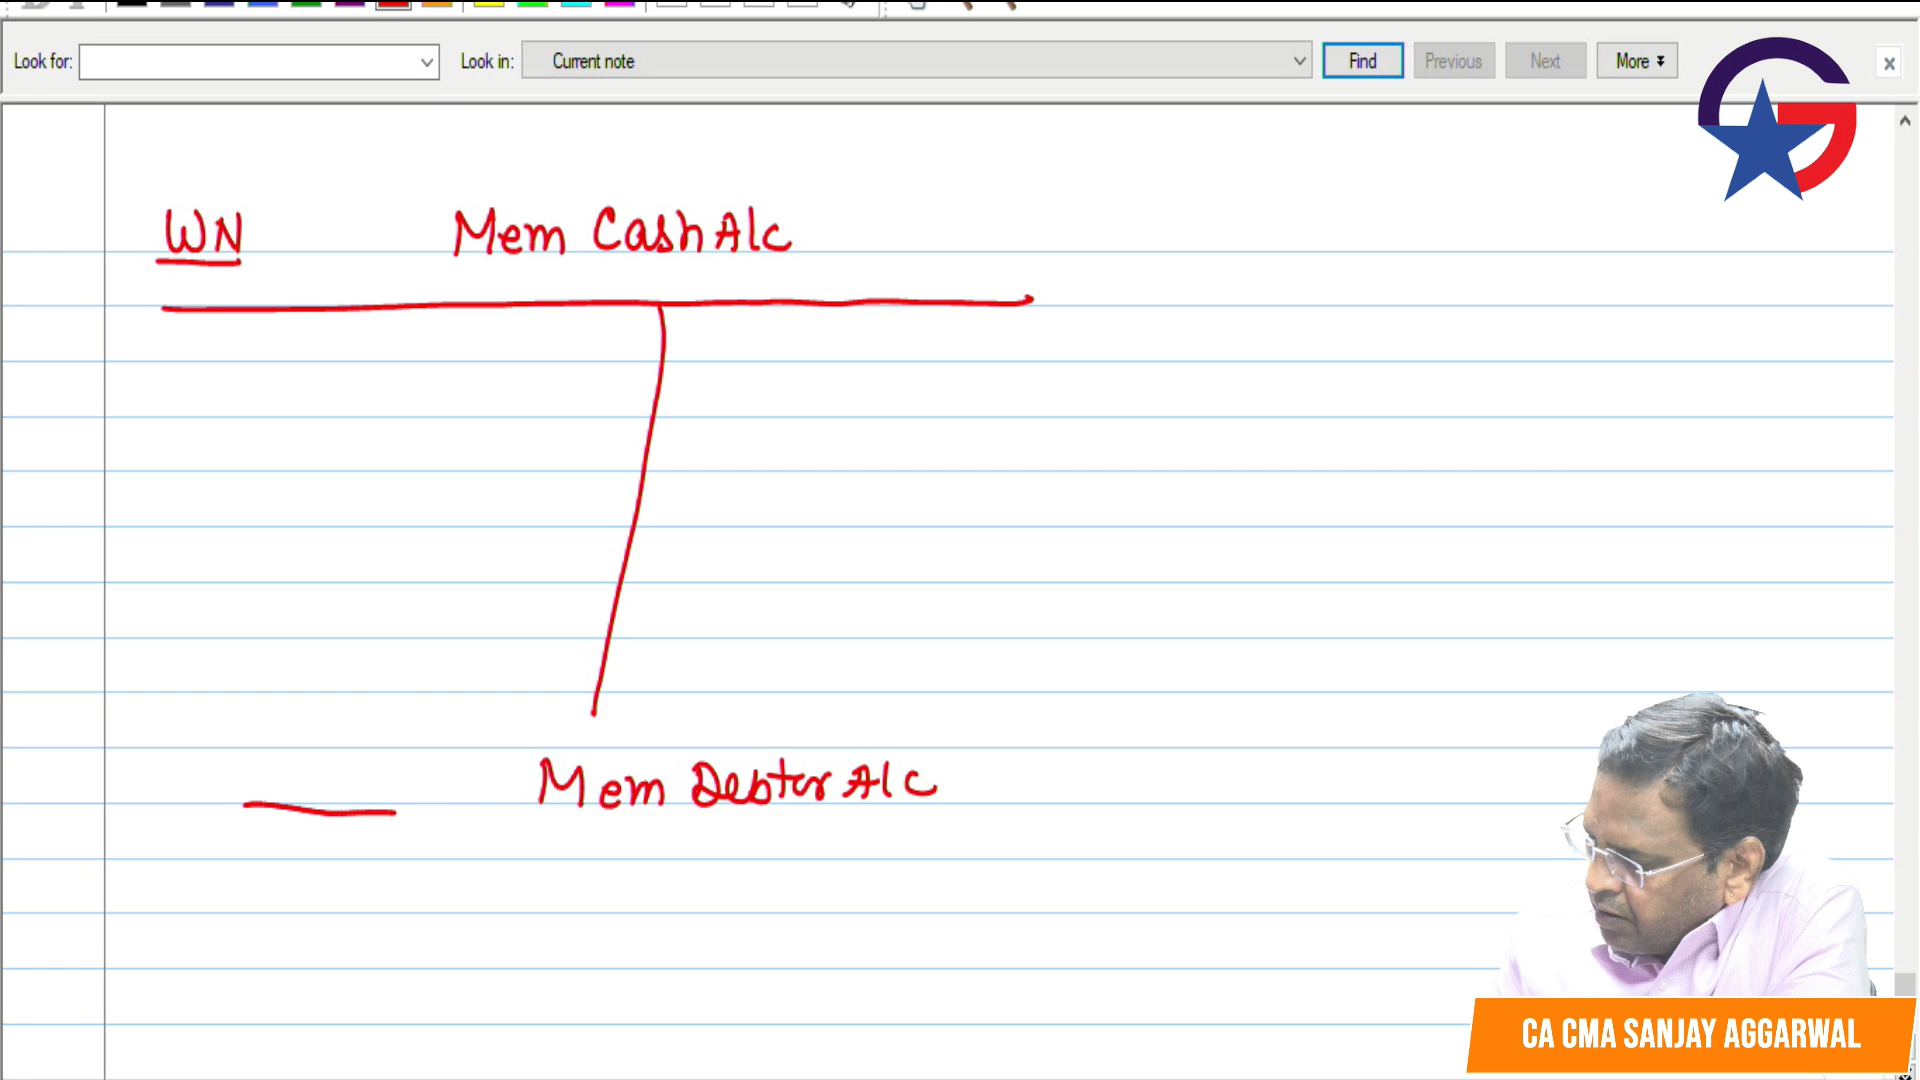 Look for: Look in: Current note Find Previous Next More
WN Mem Cash A/c
Mem Debtor A/c
CA CMA SANJAY AGGARWAL